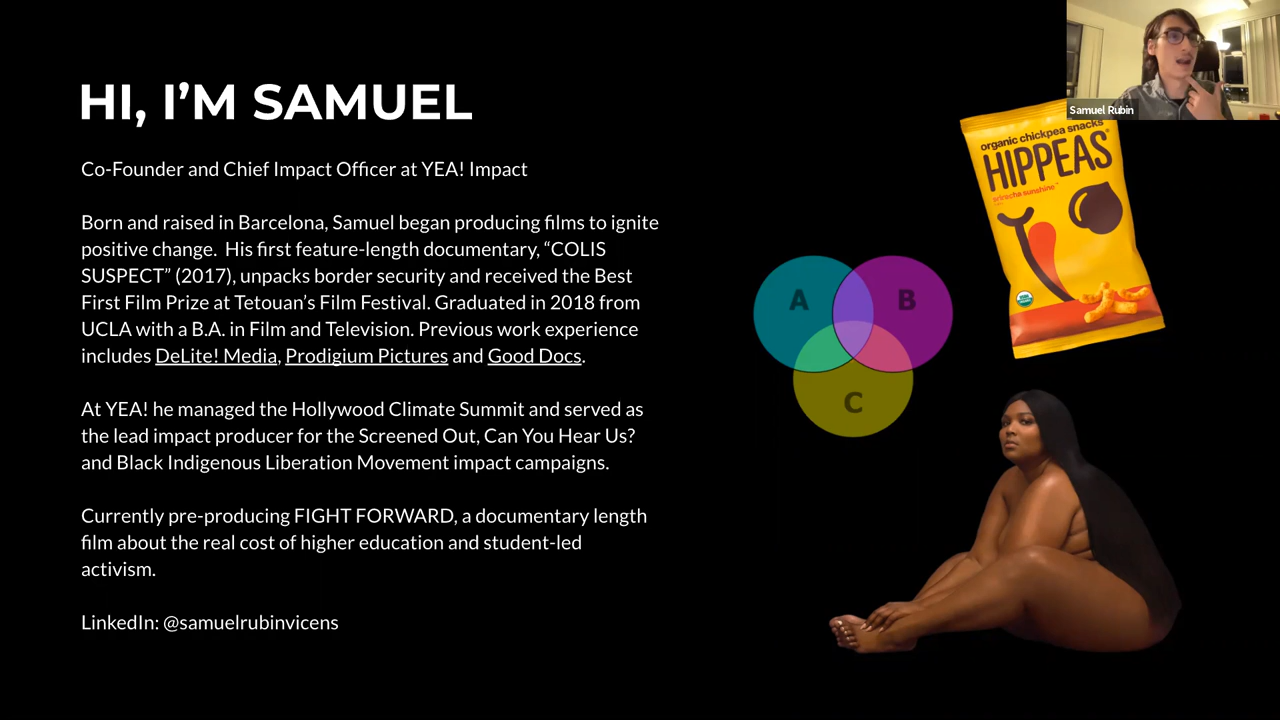 HI, I’M SAMUEL
Co-Founder and Chief Impact Officer at YEA! Impact
Born and raised in Barcelona, Samuel began producing films to ignite
positive change.  His first feature-length documentary, “COLIS
SUSPECT” (2017), unpacks border security and received the Best
First Film Prize at Tetouan’s Film Festival. Graduated in 2018 from
UCLA with a B.A. in Film and Television. Previous work experience
includes DeLite! Media, Prodigium Pictures and Good Docs.
At YEA! he managed the Hollywood Climate Summit and served as
the lead impact producer for the Screened Out, Can You Hear Us?
and Black Indigenous Liberation Movement impact campaigns.
Currently pre-producing FIGHT FORWARD, a documentary length
film about the real cost of higher education and student-led
activism.
LinkedIn: @samuelrubinvicens
A
B
C
Samuel Rubin
organic chickpea snacks
HIPPEAS
sriracha sunshine